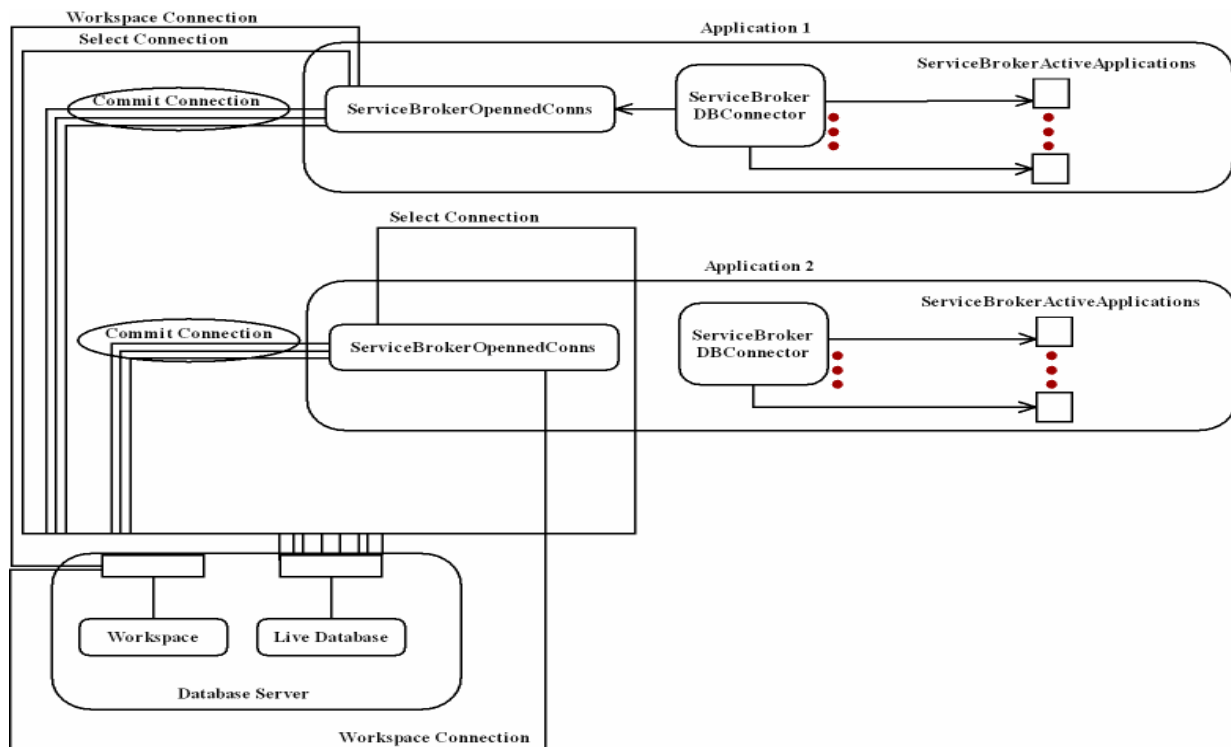 Workspace Connection
Select Connection
Application 1
ServiceBrokerActiveApplications
Commit Connection
ServiceBrokerOpennedConns
ServiceBroker
DBConnector
Select Connection
Application 2
ServiceBrokerActiveApplications
Commit Connection
ServiceBrokerOpennedConns
ServiceBroker
DBConnector
Workspace
Live Database
Database Server
Workspace Connection